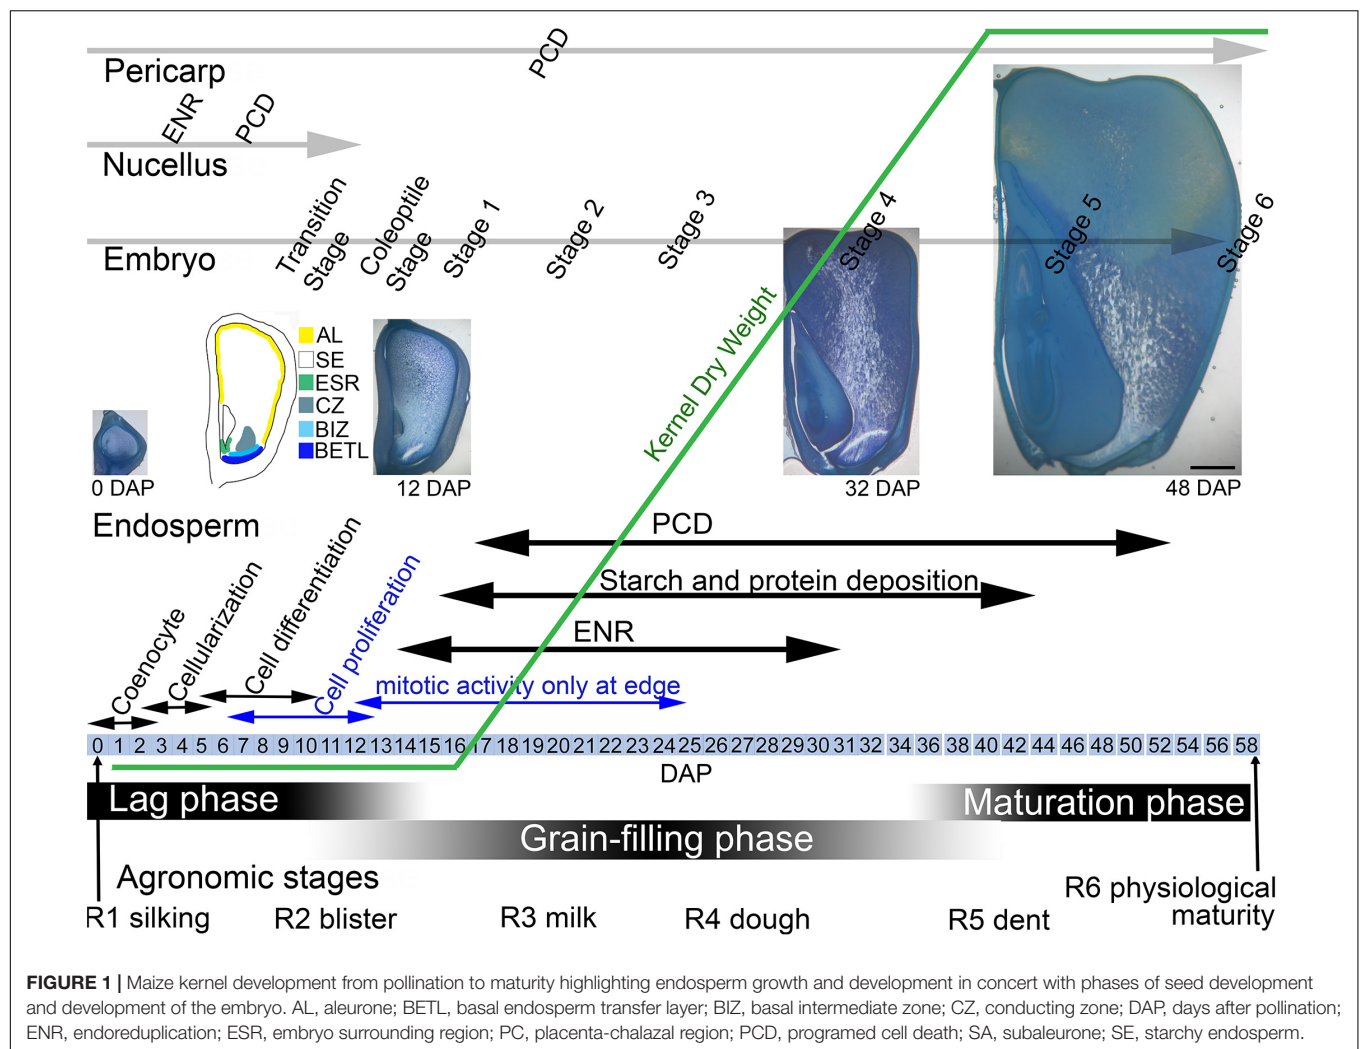 PCD
Pericarp
ENR
PCD
Nucellus
Transition
Stage
Coleoptile
Stage
Stage 1
Stage 2
Stage 3
Stage 4
Stage 5
Stage 6
Embryo
AL
SE
ESR
CZ
BIZ
BETL
Kernel Dry Weight
0 DAP
12 DAP
32 DAP
48 DAP
Endosperm
PCD
Starch and protein deposition
ENR
Coenocyte
Cellularization
Cell differentiation
Cell proliferation
mitotic activity only at edge
0 1 2 3 4 5 6 7 8 9 10 11 12 13 14 15 16 17 18 19 20 21 22 23 24 25 26 27 28 29 30 31 32 34 36 38 40 42 44 46 48 50 52 54 56 58
DAP
Lag phase
Maturation phase
Grain-filling phase
Agronomic stages
R1 silking
R2 blister
R3 milk
R4 dough
R5 dent
R6 physiological
maturity
FIGURE 1 | Maize kernel development from pollination to maturity highlighting endosperm growth and development in concert with phases of seed development
and development of the embryo. AL, aleurone; BETL, basal endosperm transfer layer; BIZ, basal intermediate zone; CZ, conducting zone; DAP, days after pollination;
ENR, endoreduplication; ESR, embryo surrounding region; PC, placenta-chalazal region; PCD, programed cell death; SA, subaleurone; SE, starchy endosperm.